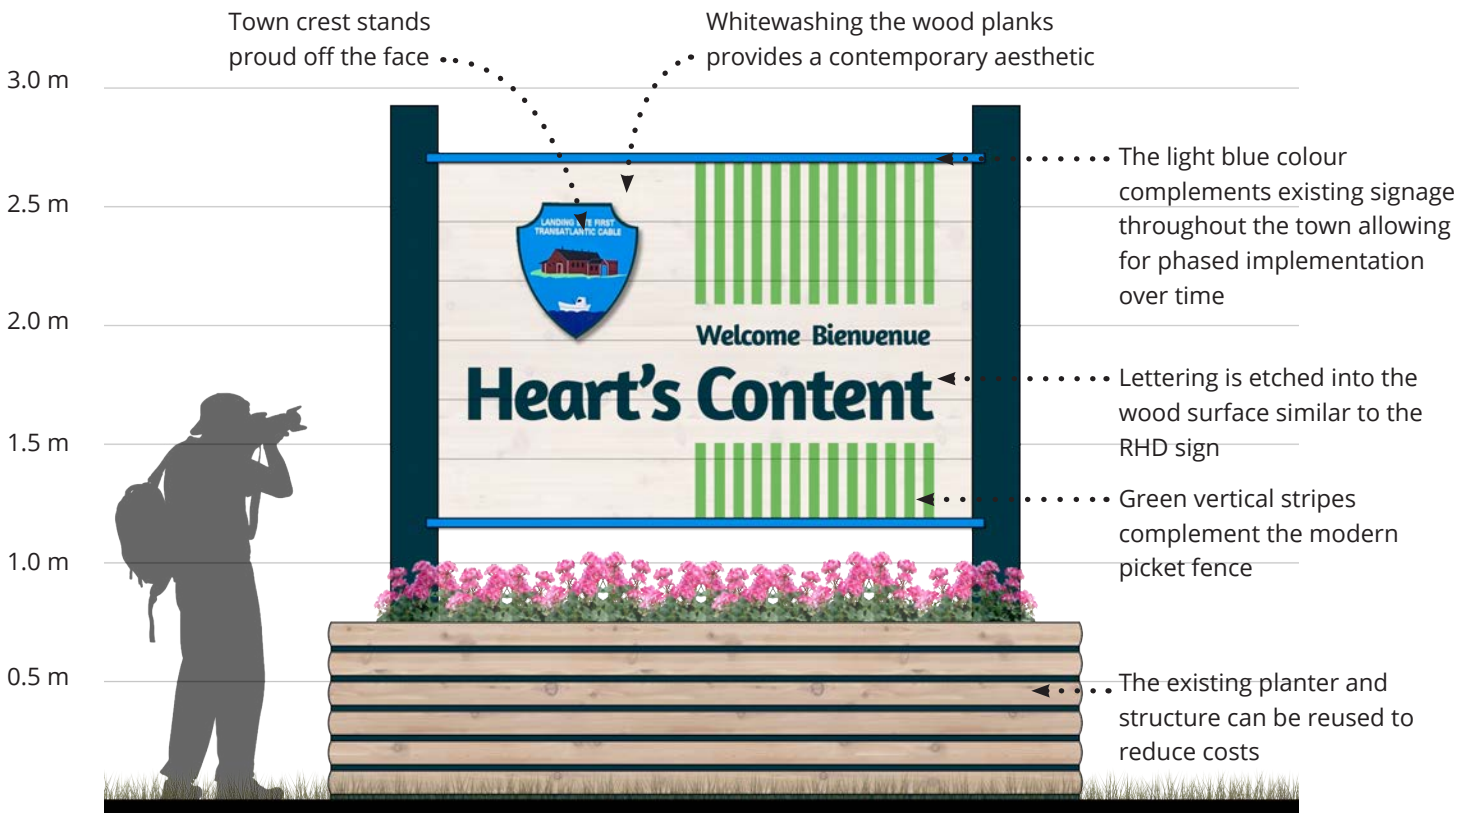 Town crest stands
proud off the face
Whitewashing the wood planks
provides a contemporary aesthetic
3.0 m
2.5 m
2.0 m
1.5 m
1.0 m
0.5 m
LANDING SITE FIRST
TRANSATLANTIC CABLE
Welcome Bienvenue
Heart's Content
The light blue colour
complements existing signage
throughout the town allowing
for phased implementation
over time
Lettering is etched into the
wood surface similar to the
RHD sign
Green vertical stripes
complement the modern
picket fence
The existing planter and
structure can be reused to
reduce costs